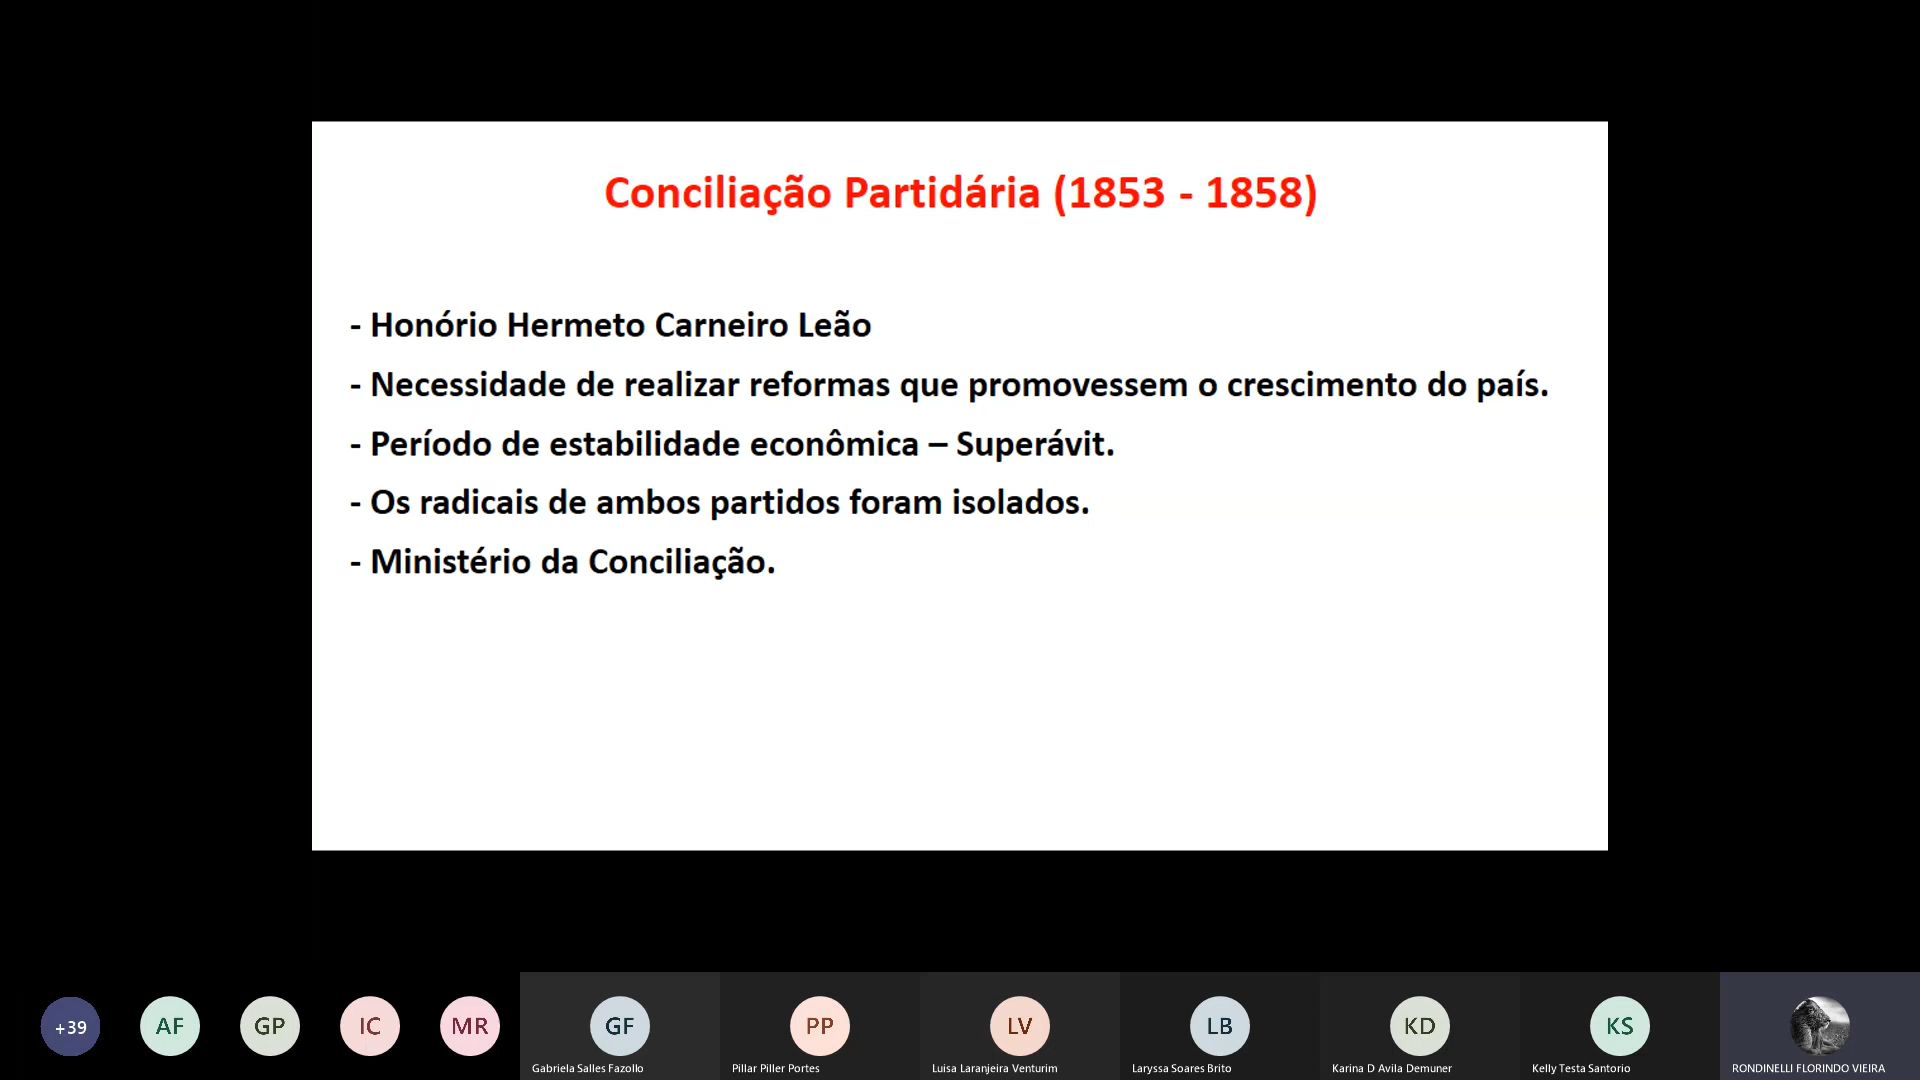 Conciliação Partidária (1853 - 1858)
- Honório Hermeto Carneiro Leão
- Necessidade de realizar reformas que promovessem o crescimento do país.
- Período de estabilidade econômica – Superávit.
- Os radicais de ambos partidos foram isolados.
- Ministério da Conciliação.
+39 AF GP IC MR GF PP LV LB KD KS
Gabriela Salles Fazollo Pillar Piller Portes Luisa Laranjeira Venturim Laryssa Soares Brito Karina D Avila Demuner Kelly Testa Santorio RONDINELLI FLORINDO VIEIRA